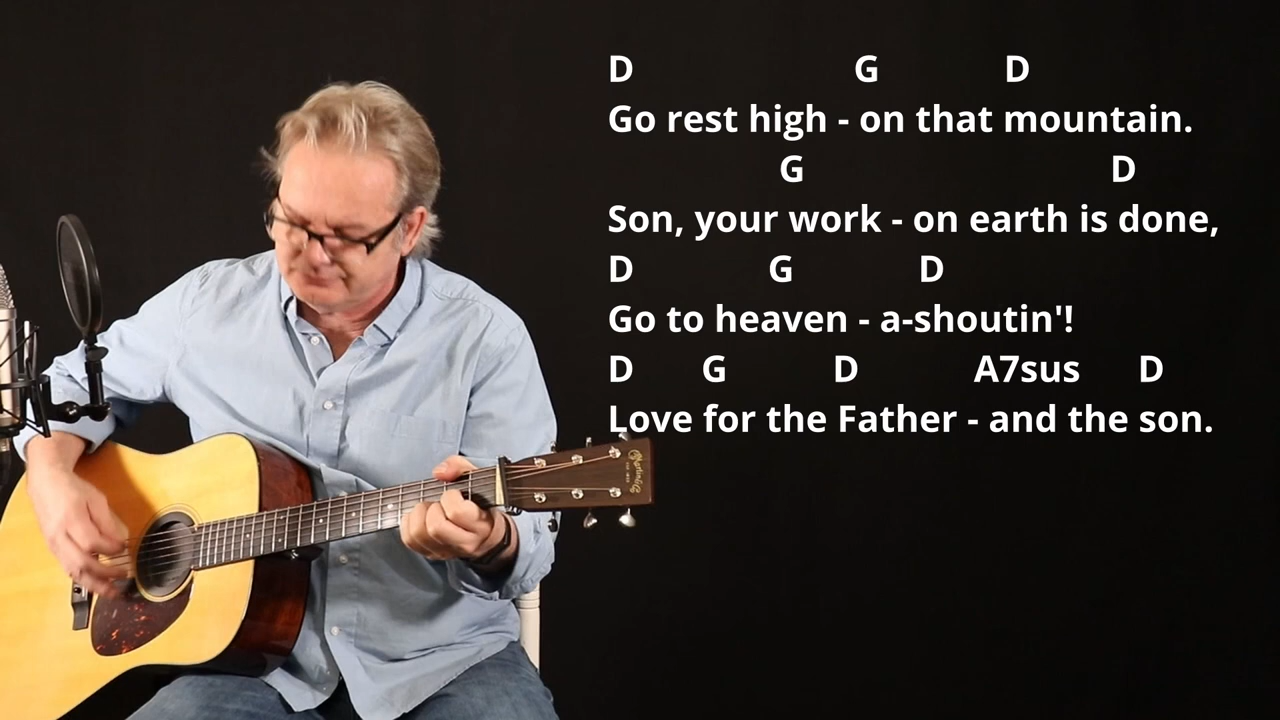 D G D
Go rest high - on that mountain.
G D
Son, your work - on earth is done,
D G D
Go to heaven - a-shoutin'!
D G D A7sus D
Love for the Father - and the son.